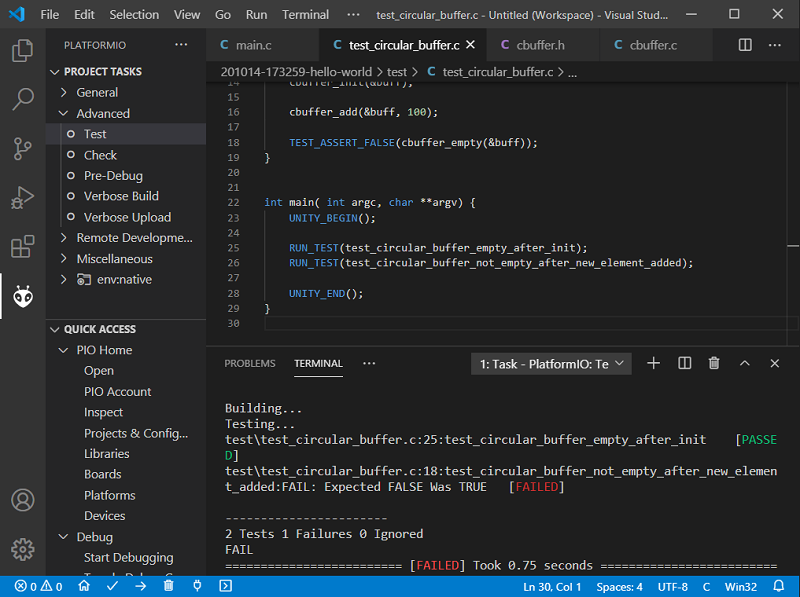 File Edit Selection View Go Run Terminal ··· test_circular_buffer.c - Untitled (Workspace) - Visual Stud...
PLATFORMIO ···
PROJECT TASKS
General
Advanced
Test
Check
Pre-Debug
Verbose Build
Verbose Upload
Remote Developme...
Miscellaneous
env:native
QUICK ACCESS
PIO Home
Open
PIO Account
Inspect
Projects & Config...
Libraries
Boards
Platforms
Devices
Debug
Start Debugging
C main.c C test_circular_buffer.c C cbuffer.h C cbuffer.c ···
201014-173259-hello-world > test > C test_circular_buffer.c > ...
14 cbuffer_init(&buff);
15
16 cbuffer_add(&buff, 100);
17
18 TEST_ASSERT_FALSE(cbuffer_empty(&buff));
19 }
20
21
22 int main( int argc, char **argv) {
23 UNITY_BEGIN();
24
25 RUN_TEST(test_circular_buffer_empty_after_init);
26 RUN_TEST(test_circular_buffer_not_empty_after_new_element_added);
27
28 UNITY_END();
29 }
30
PROBLEMS TERMINAL ··· 1: Task - PlatformIO: Te
Building...
Testing...
test\test_circular_buffer.c:25:test_circular_buffer_empty_after_init [PASSE
D]
test\test_circular_buffer.c:18:test_circular_buffer_not_empty_after_new_elemen
t_added:FAIL: Expected FALSE Was TRUE [FAILED]
-----------------------
2 Tests 1 Failures 0 Ignored
FAIL
========================= [FAILED] Took 0.75 seconds =========================
0 0 Ln 30, Col 1 Spaces: 4 UTF-8 C Win32